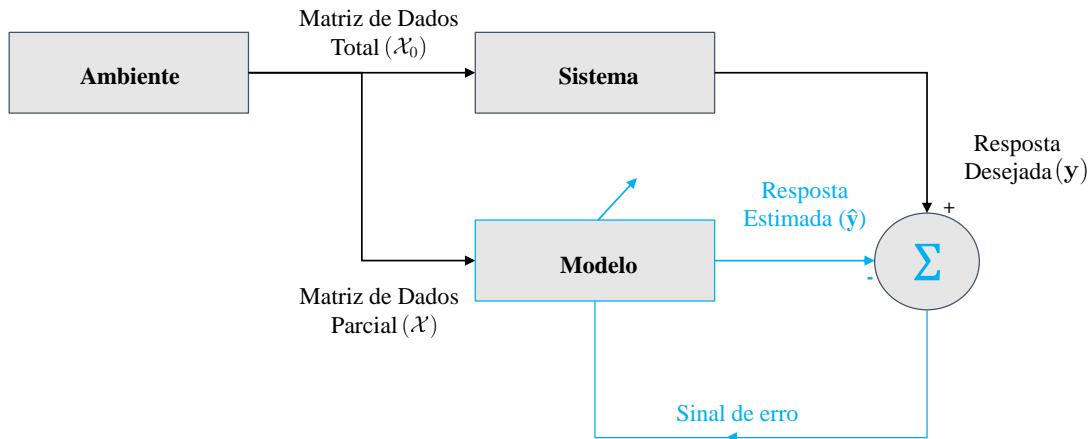 Matriz de Dados
Total (𝒳₀)
Ambiente
Sistema
Resposta
Desejada (𝐲)
Resposta
Estimada (ŷ)
+
-
Σ
Modelo
Matriz de Dados
Parcial (𝒳)
Sinal de erro